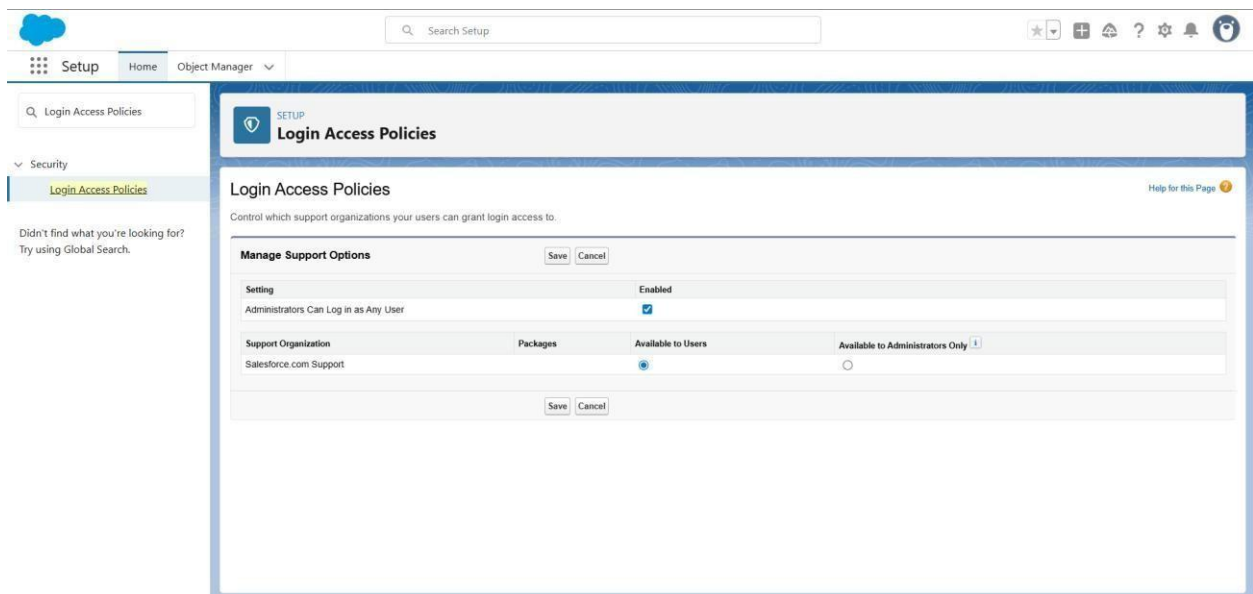 Search Setup
Setup Home Object Manager
Login Access Policies
SETUP
Login Access Policies
Security
Login Access Policies
Didn't find what you're looking for?
Try using Global Search.
Login Access Policies
Help for this Page ?
Control which support organizations your users can grant login access to.
Manage Support Options Save Cancel
Setting Enabled
Administrators Can Log in as Any User
Support Organization Packages Available to Users Available to Administrators Only i
Salesforce.com Support
Save Cancel